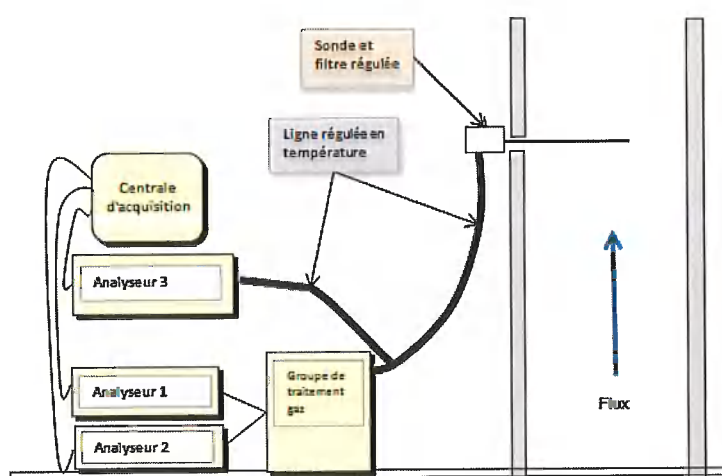 Sonde et
filtre régulée
Ligne régulée en
température
Centrale
d'acquisition
Analyseur 3
Analyseur 1
Analyseur 2
Groupe de
traitement
gaz
Flux